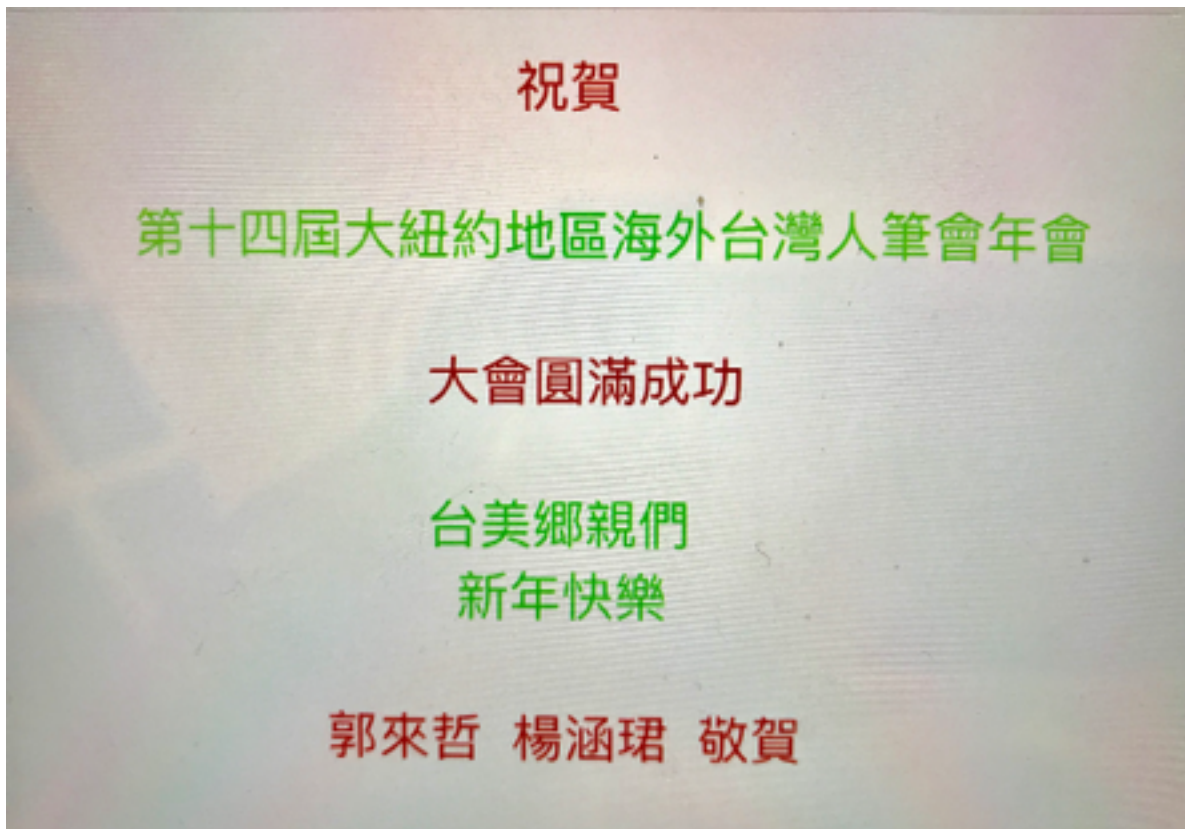 祝賀
第十四屆大紐約地區海外台灣人筆會年會
大會圓滿成功
台美鄉親們
新年快樂
郭來哲 楊涵珺 敬賀